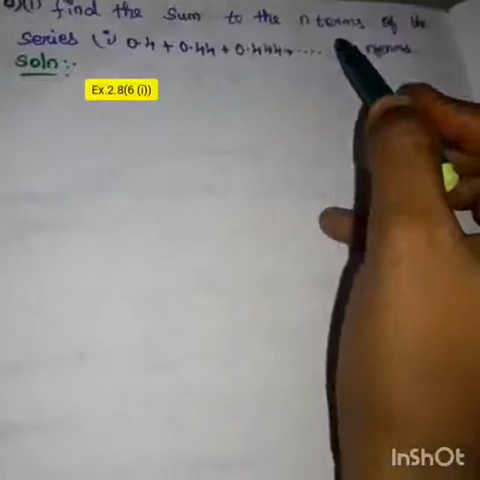 6)(i) find the sum to the n terms of the
series (i) 0.4 + 0.44 + 0.444 + .... n terms
Soln:-
Ex.2.8(6 (i))
InShOt